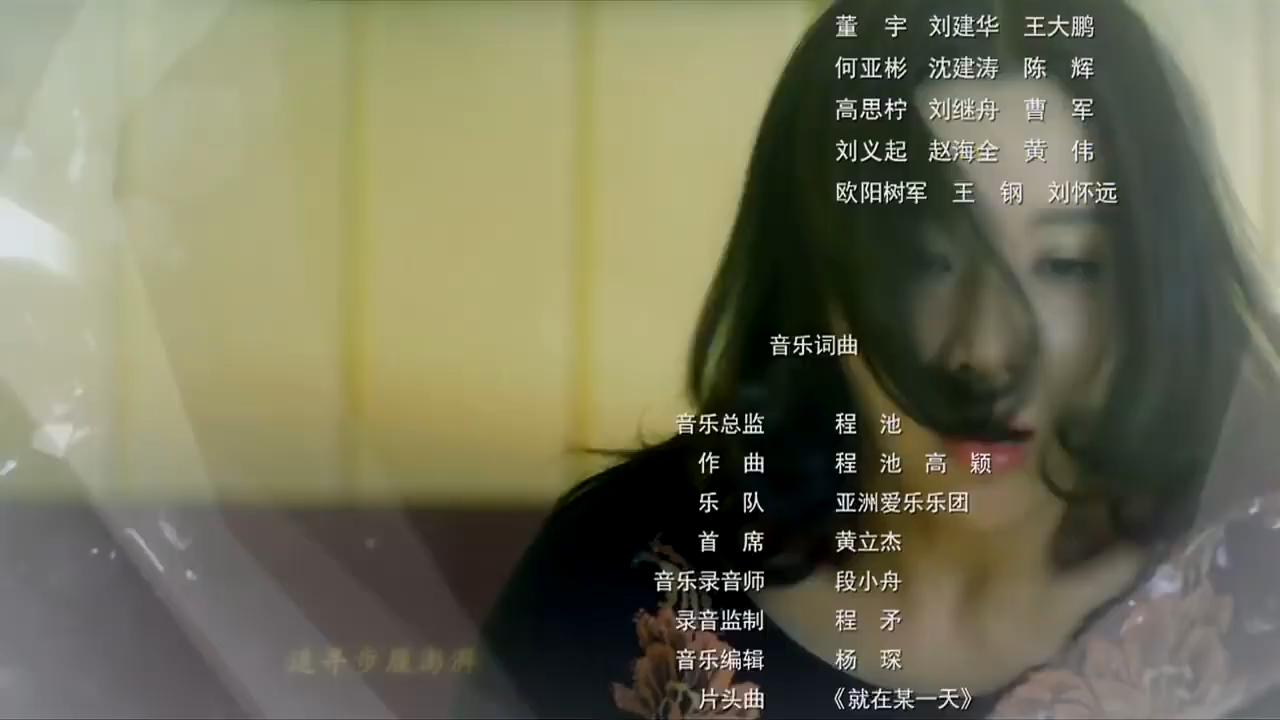 董　宇　刘建华　王大鹏
何亚彬　沈建涛　陈　辉
高思柠　刘继舟　曹　军
刘义起　赵海全　黄　伟
欧阳树军　王　钢　刘怀远
音乐词曲
音乐总监　程　池
作　曲　程　池　高　颖
乐　队　亚洲爱乐乐团
首　席　黄立杰
音乐录音师　段小舟
录音监制　程　矛
音乐编辑　杨　琛
片头曲　《就在某一天》